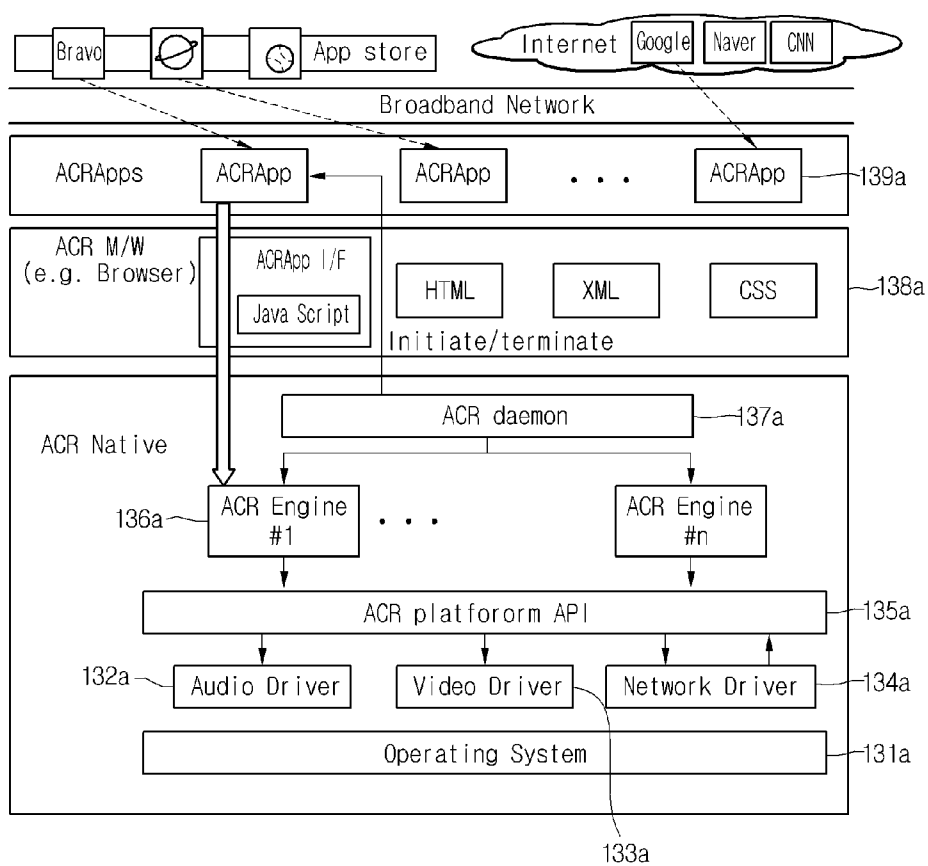 Bravo
App store
Internet
Google
Naver
CNN
Broadband Network
ACRApps
ACRApp
ACRApp
. . .
ACRApp
139a
ACR M/W
(e.g. Browser)
ACRApp I/F
Java Script
HTML
XML
CSS
138a
Initiate/terminate
ACR Native
ACR daemon
137a
136a
ACR Engine
#1
. . .
ACR Engine
#n
ACR platfororm API
135a
132a
Audio Driver
Video Driver
Network Driver
134a
Operating System
131a
133a